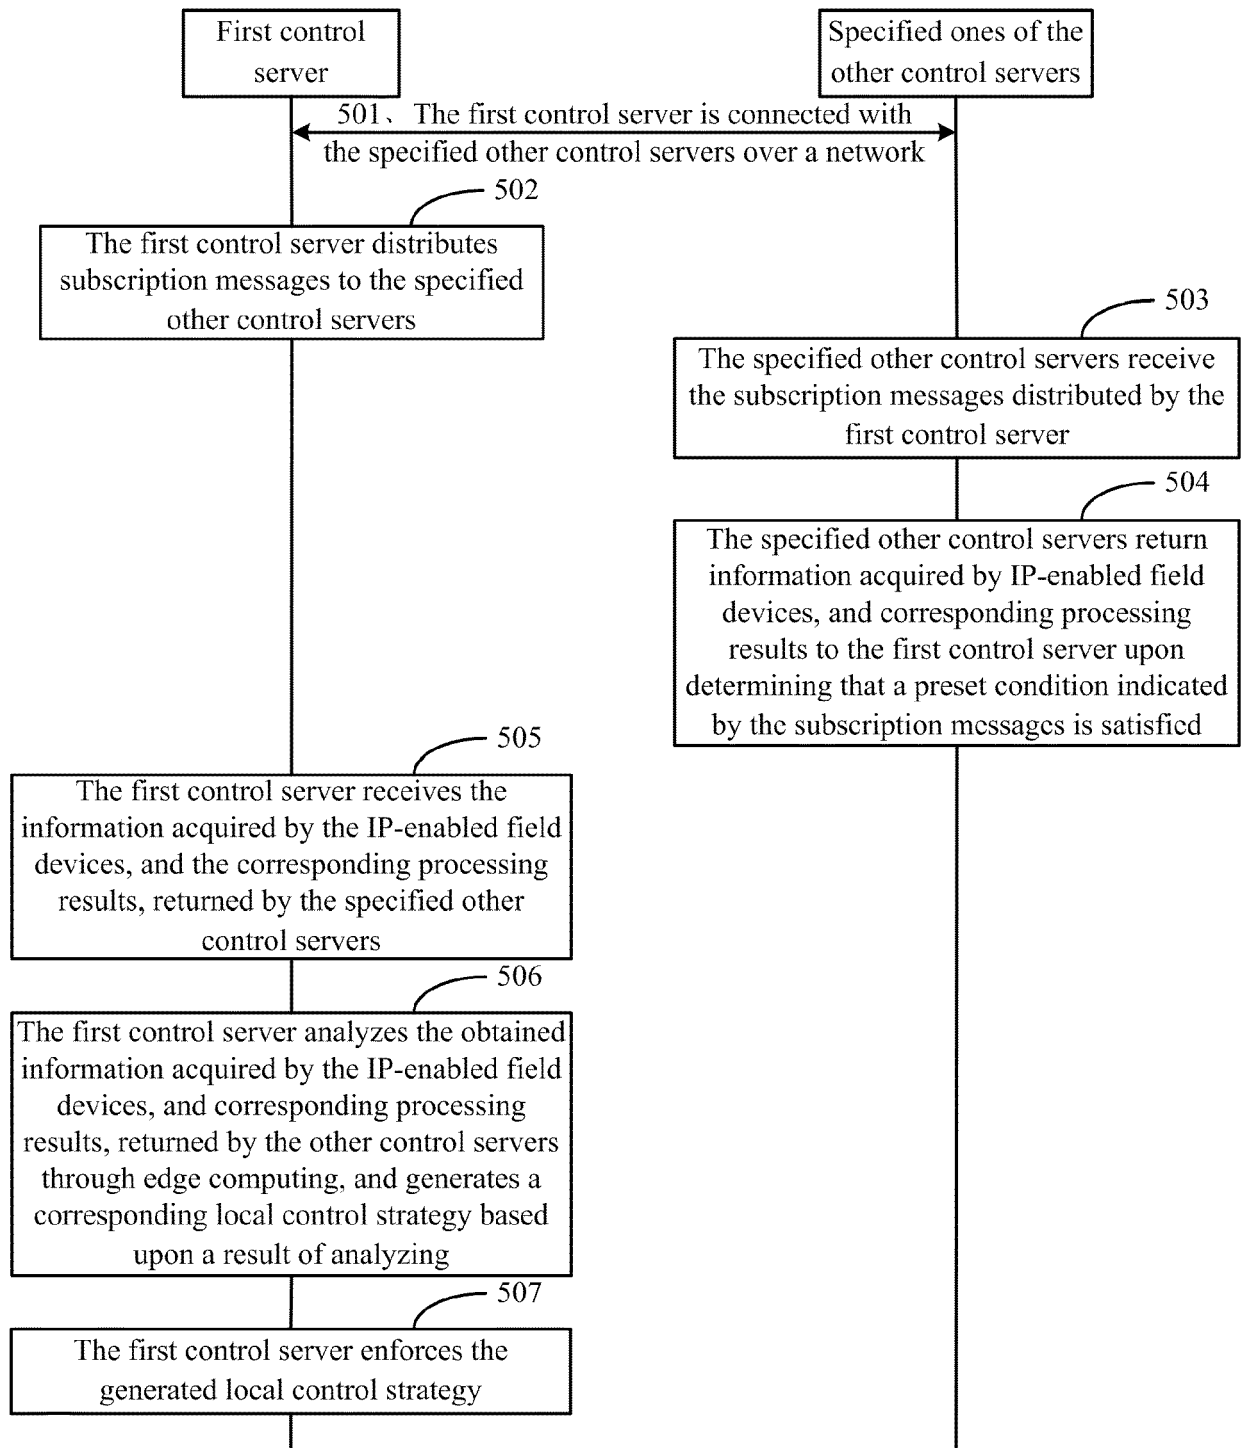 First control
server
Specified ones of the
other control servers
501、The first control server is connected with
the specified other control servers over a network
502
The first control server distributes
subscription messages to the specified
other control servers
503
The specified other control servers receive
the subscription messages distributed by the
first control server
504
The specified other control servers return
information acquired by IP-enabled field
devices, and corresponding processing
results to the first control server upon
determining that a preset condition indicated
by the subscription messages is satisfied
505
The first control server receives the
information acquired by the IP-enabled field
devices, and the corresponding processing
results, returned by the specified other
control servers
506
The first control server analyzes the obtained
information acquired by the IP-enabled field
devices, and corresponding processing
results, returned by the other control servers
through edge computing, and generates a
corresponding local control strategy based
upon a result of analyzing
507
The first control server enforces the
generated local control strategy